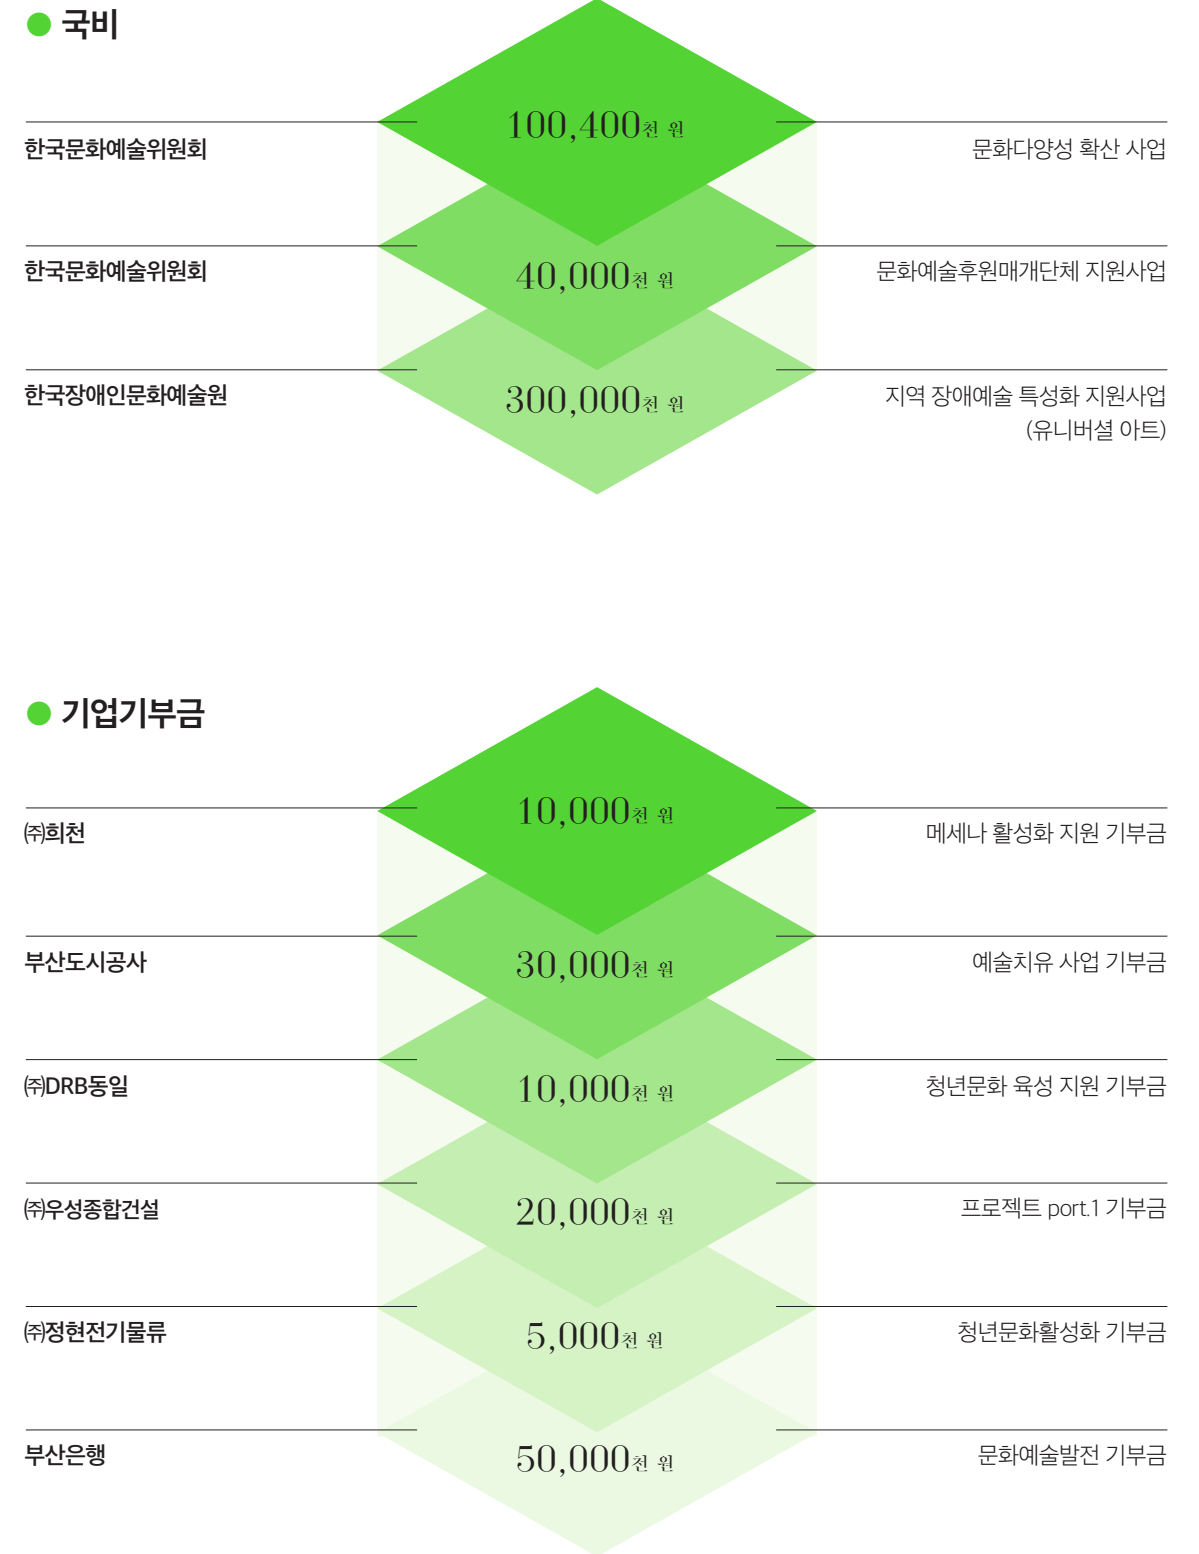 국비
한국문화예술위원회 100,400천 원 문화다양성 확산 사업
한국문화예술위원회 40,000천 원 문화예술후원매개단체 지원사업
한국장애인문화예술원 300,000천 원 지역 장애예술 특성화 지원사업
(유니버셜 아트)
기업기부금
㈜희천 10,000천 원 메세나 활성화 지원 기부금
부산도시공사 30,000천 원 예술치유 사업 기부금
㈜DRB동일 10,000천 원 청년문화 육성 지원 기부금
㈜우성종합건설 20,000천 원 프로젝트 port.1 기부금
㈜정현전기물류 5,000천 원 청년문화활성화 기부금
부산은행 50,000천 원 문화예술발전 기부금